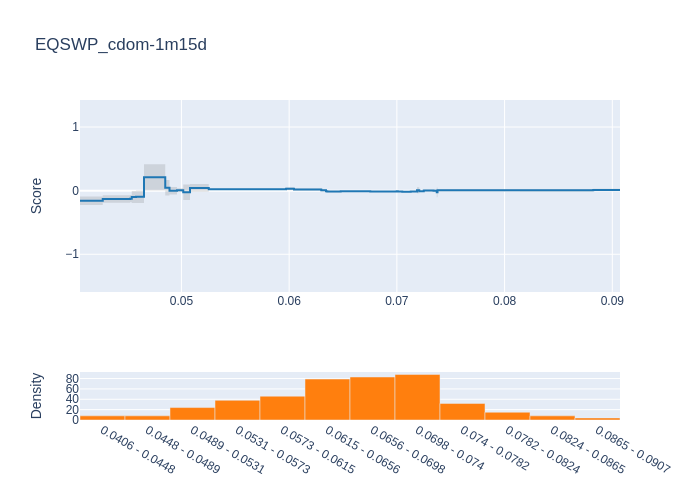 EQSWP_cdom-1m15d
Score
1
0
−1
0.05
0.06
0.07
0.08
0.09
Density
80
60
40
20
0
0.0406 - 0.0448
0.0448 - 0.0489
0.0489 - 0.0531
0.0531 - 0.0573
0.0573 - 0.0615
0.0615 - 0.0656
0.0656 - 0.0698
0.0698 - 0.074
0.074 - 0.0782
0.0782 - 0.0824
0.0824 - 0.0865
0.0865 - 0.0907